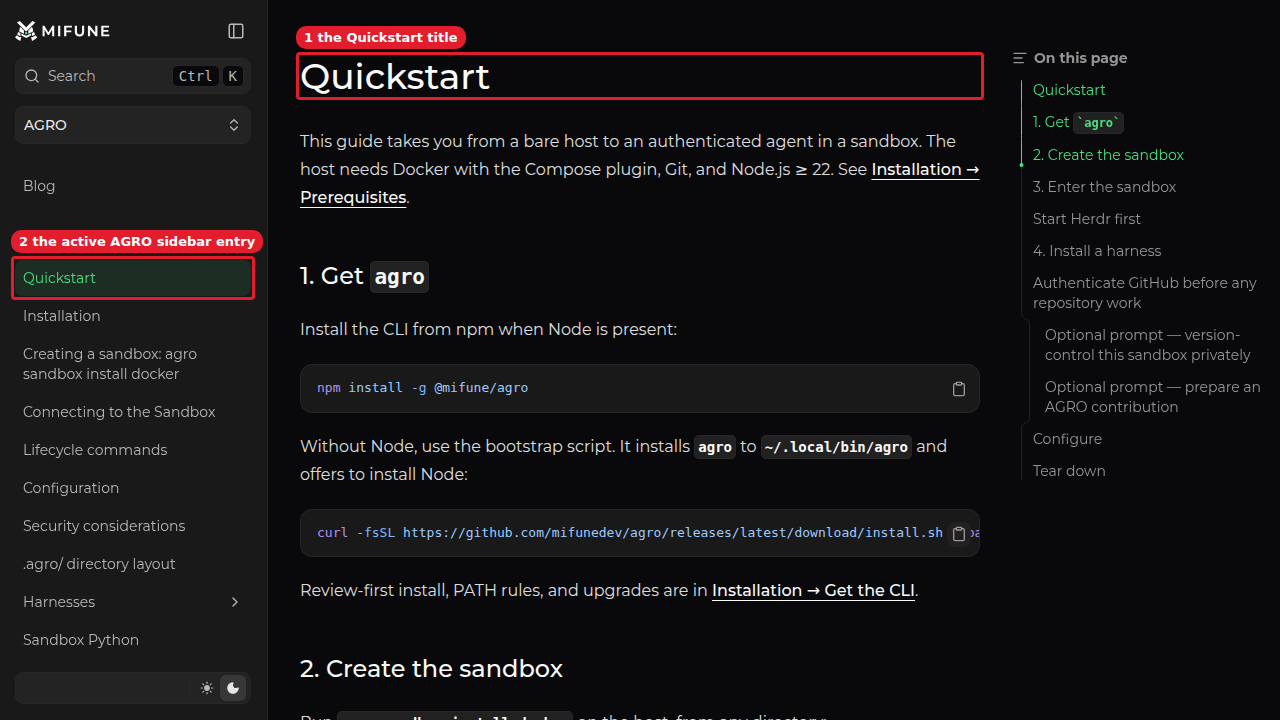 MIFUNE
Search Ctrl K
AGRO
Blog
2 the active AGRO sidebar entry
Quickstart
Installation
Creating a sandbox: agro
sandbox install docker
Connecting to the Sandbox
Lifecycle commands
Configuration
Security considerations
.agro/ directory layout
Harnesses
Sandbox Python
1 the Quickstart title
Quickstart
This guide takes you from a bare host to an authenticated agent in a sandbox. The
host needs Docker with the Compose plugin, Git, and Node.js ≥ 22. See Installation →
Prerequisites.
1. Get agro
Install the CLI from npm when Node is present:
npm install -g @mifune/agro
Without Node, use the bootstrap script. It installs agro to ~/.local/bin/agro and
offers to install Node:
curl -fsSL https://github.com/mifunedev/agro/releases/latest/download/install.sh
Review-first install, PATH rules, and upgrades are in Installation → Get the CLI.
2. Create the sandbox
On this page
Quickstart
1. Get `agro`
2. Create the sandbox
3. Enter the sandbox
Start Herdr first
4. Install a harness
Authenticate GitHub before any
repository work
Optional prompt — version-
control this sandbox privately
Optional prompt — prepare an
AGRO contribution
Configure
Tear down